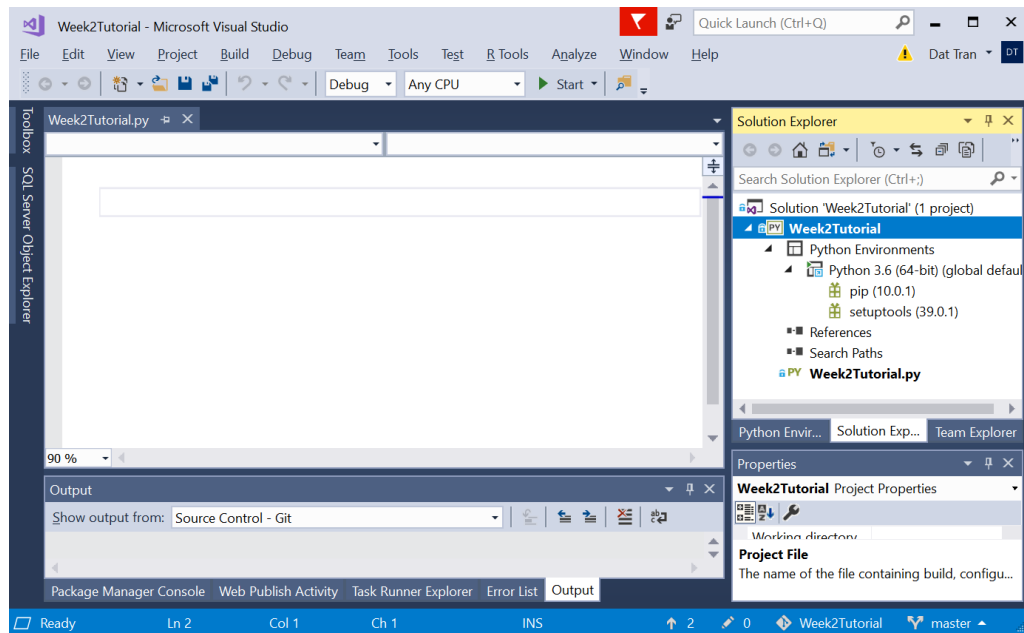 Week2Tutorial - Microsoft Visual Studio
Quick Launch (Ctrl+Q)
File Edit View Project Build Debug Team Tools Test R Tools Analyze Window Help
Dat Tran DT
Debug Any CPU Start
Toolbox
SQL Server Object Explorer
Week2Tutorial.py
90 %
Output
Show output from: Source Control - Git
Package Manager Console Web Publish Activity Task Runner Explorer Error List Output
Solution Explorer
Search Solution Explorer (Ctrl+;)
Solution 'Week2Tutorial' (1 project)
PY Week2Tutorial
Python Environments
Python 3.6 (64-bit) (global defaul
pip (10.0.1)
setuptools (39.0.1)
References
Search Paths
PY Week2Tutorial.py
Python Envir... Solution Exp... Team Explorer
Properties
Week2Tutorial Project Properties
Working directory
Project File
The name of the file containing build, configu...
Ready Ln 2 Col 1 Ch 1 INS 2 0 Week2Tutorial master